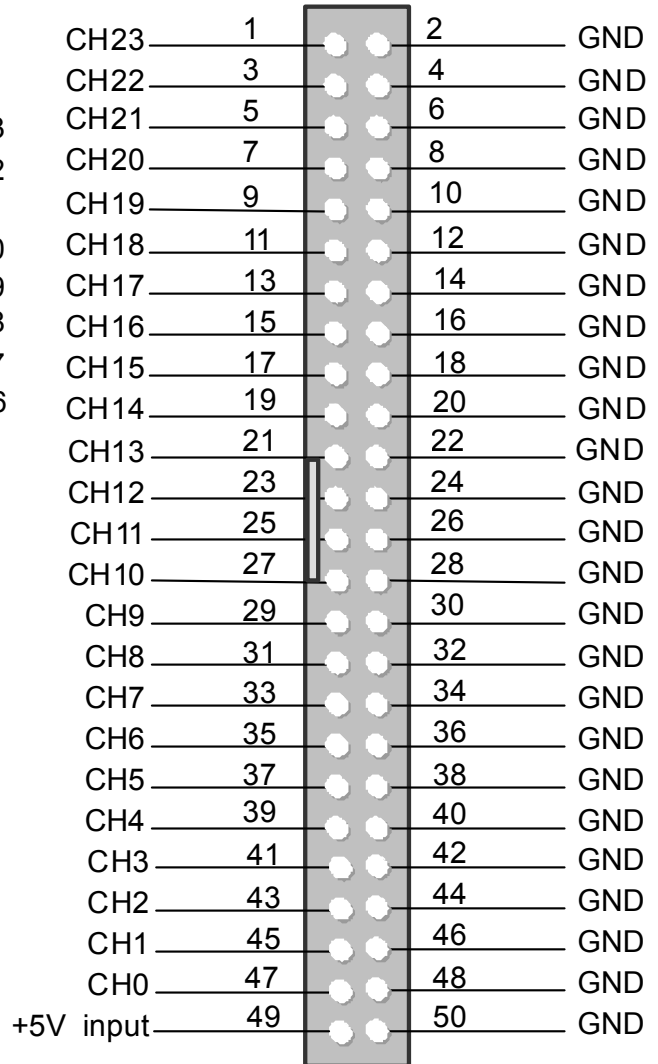 CH23 1 2 GND
CH22 3 4 GND
CH21 5 6 GND
CH20 7 8 GND
CH19 9 10 GND
CH18 11 12 GND
CH17 13 14 GND
CH16 15 16 GND
CH15 17 18 GND
CH14 19 20 GND
CH13 21 22 GND
CH12 23 24 GND
CH11 25 26 GND
CH10 27 28 GND
CH9 29 30 GND
CH8 31 32 GND
CH7 33 34 GND
CH6 35 36 GND
CH5 37 38 GND
CH4 39 40 GND
CH3 41 42 GND
CH2 43 44 GND
CH1 45 46 GND
CH0 47 48 GND
+5V input 49 50 GND